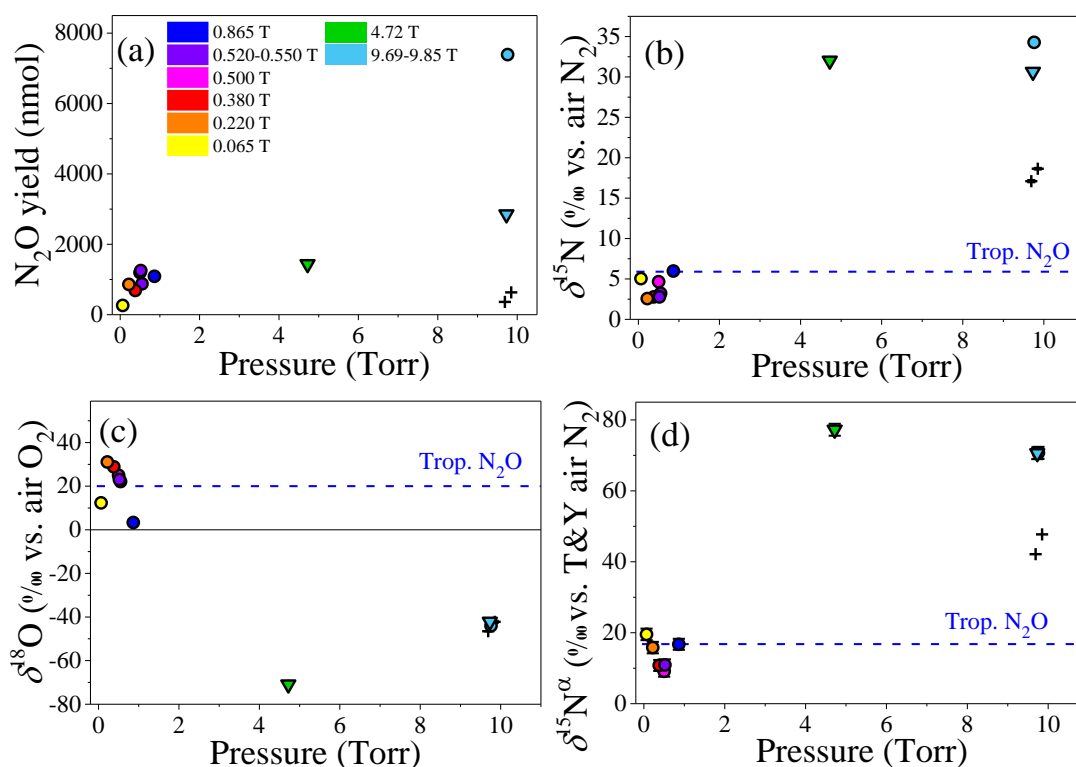 (a)
0.865 T
0.520-0.550 T
0.500 T
0.380 T
0.220 T
0.065 T
4.72 T
9.69-9.85 T
8000
6000
4000
2000
0
0 2 4 6 8 10
N₂O yield (nmol)
Pressure (Torr)
(b)
35
30
25
20
15
10
5
0
0 2 4 6 8 10
Trop. N₂O
δ¹⁵N (⁰/₀₀ vs. air N₂)
Pressure (Torr)
(c)
40
20
0
-20
-40
-60
-80
0 2 4 6 8 10
Trop. N₂O
δ¹⁸O (⁰/₀₀ vs. air O₂)
Pressure (Torr)
(d)
80
60
40
20
0
0 2 4 6 8 10
Trop. N₂O
δ¹⁵Nᵅ (⁰/₀₀ vs. T&Y air N₂)
Pressure (Torr)